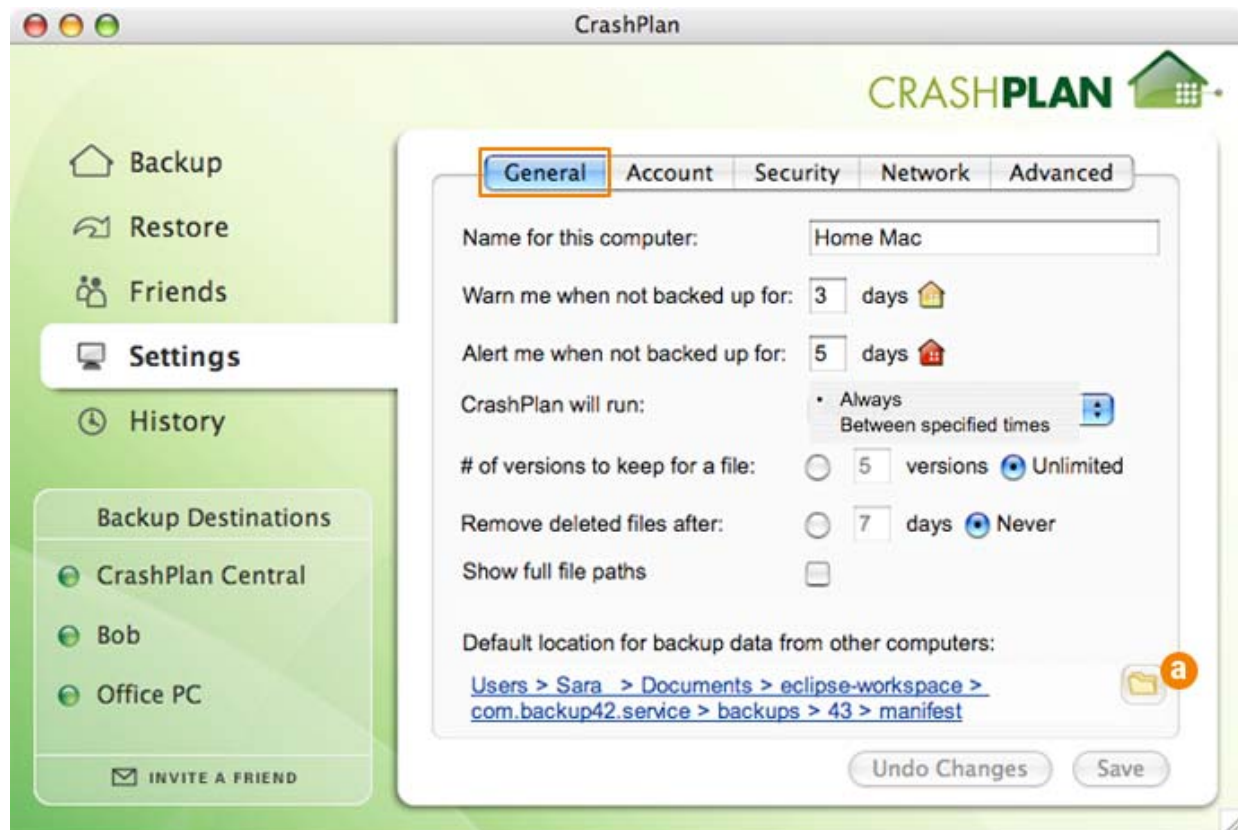 CrashPlan
CRASHPLAN
Backup
Restore
Friends
Settings
History
Backup Destinations
CrashPlan Central
Bob
Office PC
INVITE A FRIEND
General Account Security Network Advanced
Name for this computer: Home Mac
Warn me when not backed up for: 3 days
Alert me when not backed up for: 5 days
CrashPlan will run: • Always
Between specified times
# of versions to keep for a file: 5 versions Unlimited
Remove deleted files after: 7 days Never
Show full file paths
Default location for backup data from other computers:
a
Users > Sara > Documents > eclipse-workspace >
com.backup42.service > backups > 43 > manifest
Undo Changes Save